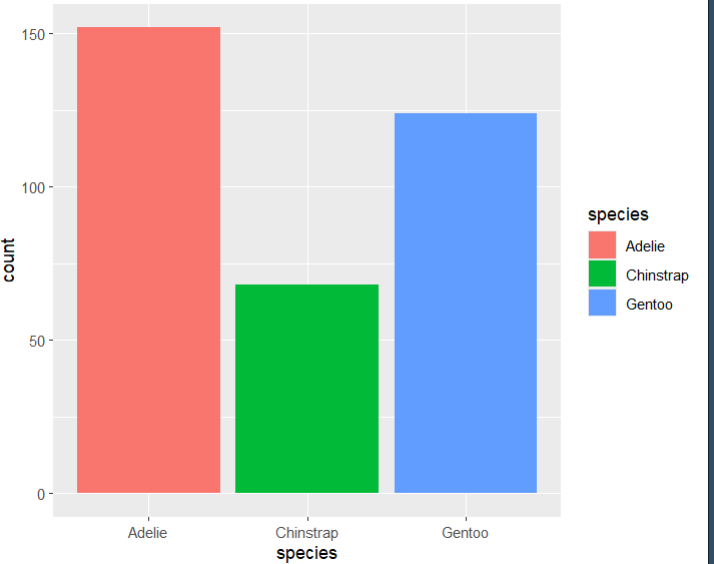 150
100
50
0
count
Adelie
Chinstrap
Gentoo
species
species
Adelie
Chinstrap
Gentoo